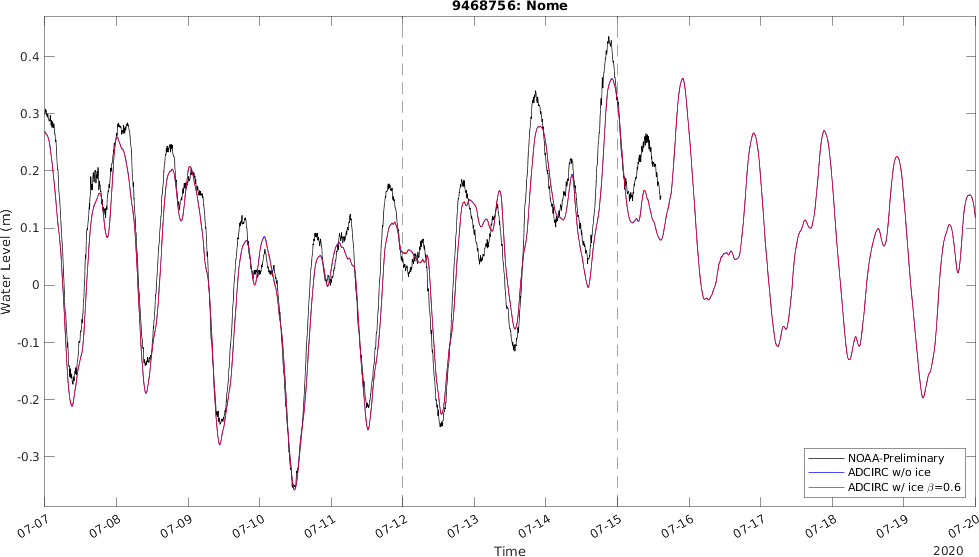 9468756: Nome
Water Level (m)
0.4
0.3
0.2
0.1
0
-0.1
-0.2
-0.3
NOAA-Preliminary
ADCIRC w/o ice
ADCIRC w/ ice β=0.6
07-07 07-08 07-09 07-10 07-11 07-12 07-13 07-14 07-15 07-16 07-17 07-18 07-19 07-20
Time
2020